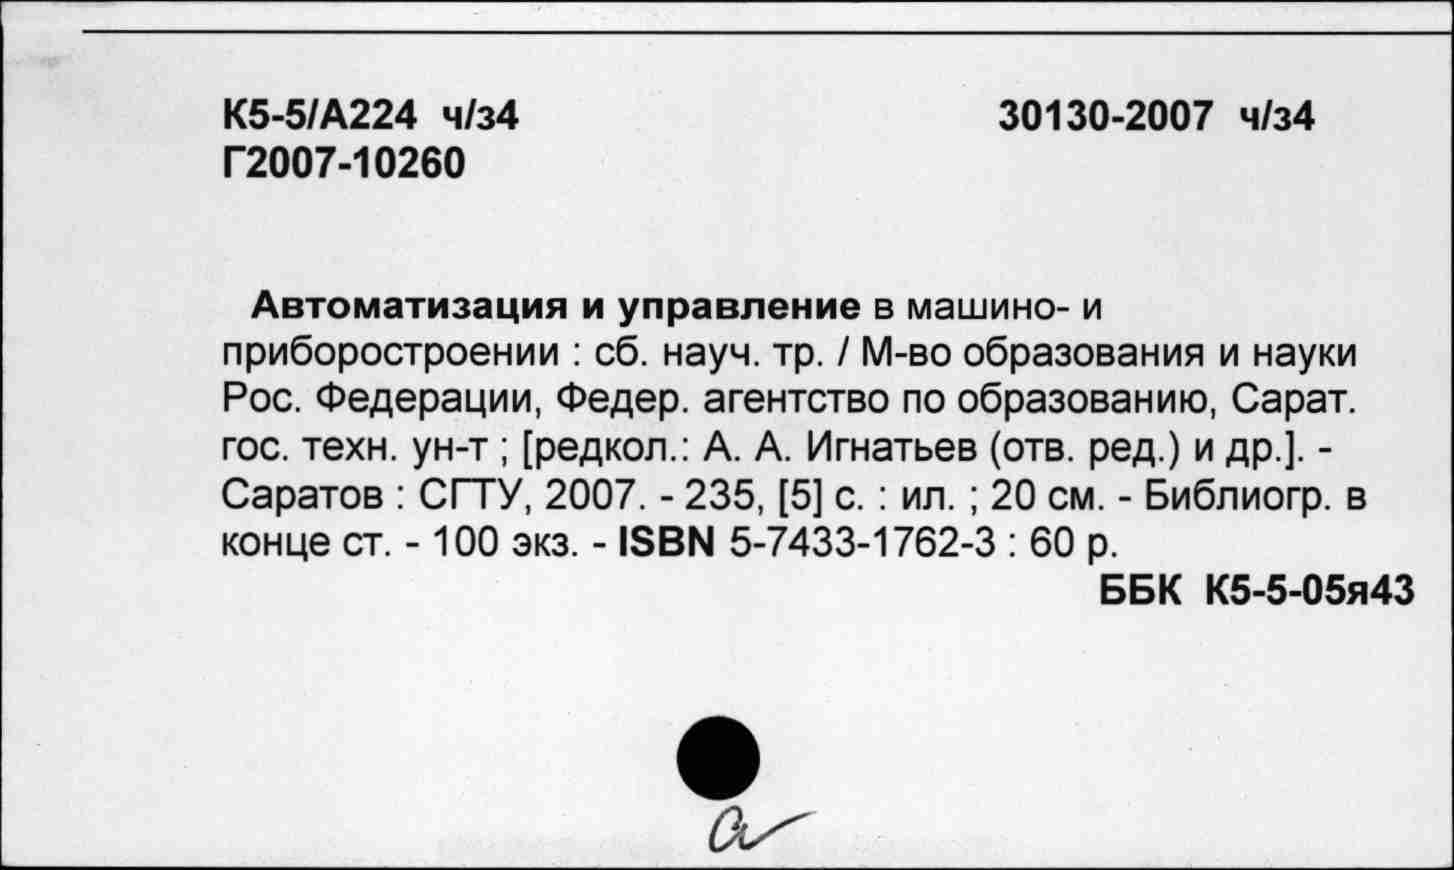 К5-5/А224 ч/з4 30130-2007 ч/з4
Г2007-10260
Автоматизация и управление в машино- и
приборостроении : сб. науч. тр. / М-во образования и науки
Рос. Федерации, Федер. агентство по образованию, Сарат.
гос. техн. ун-т ; [редкол.: А. А. Игнатьев (отв. ред.) и др.]. -
Саратов : СГТУ, 2007. - 235, [5] с. : ил. ; 20 см. - Библиогр. в
конце ст. - 100 экз. - ISBN 5-7433-1762-3 : 60 р.
ББК К5-5-05я43